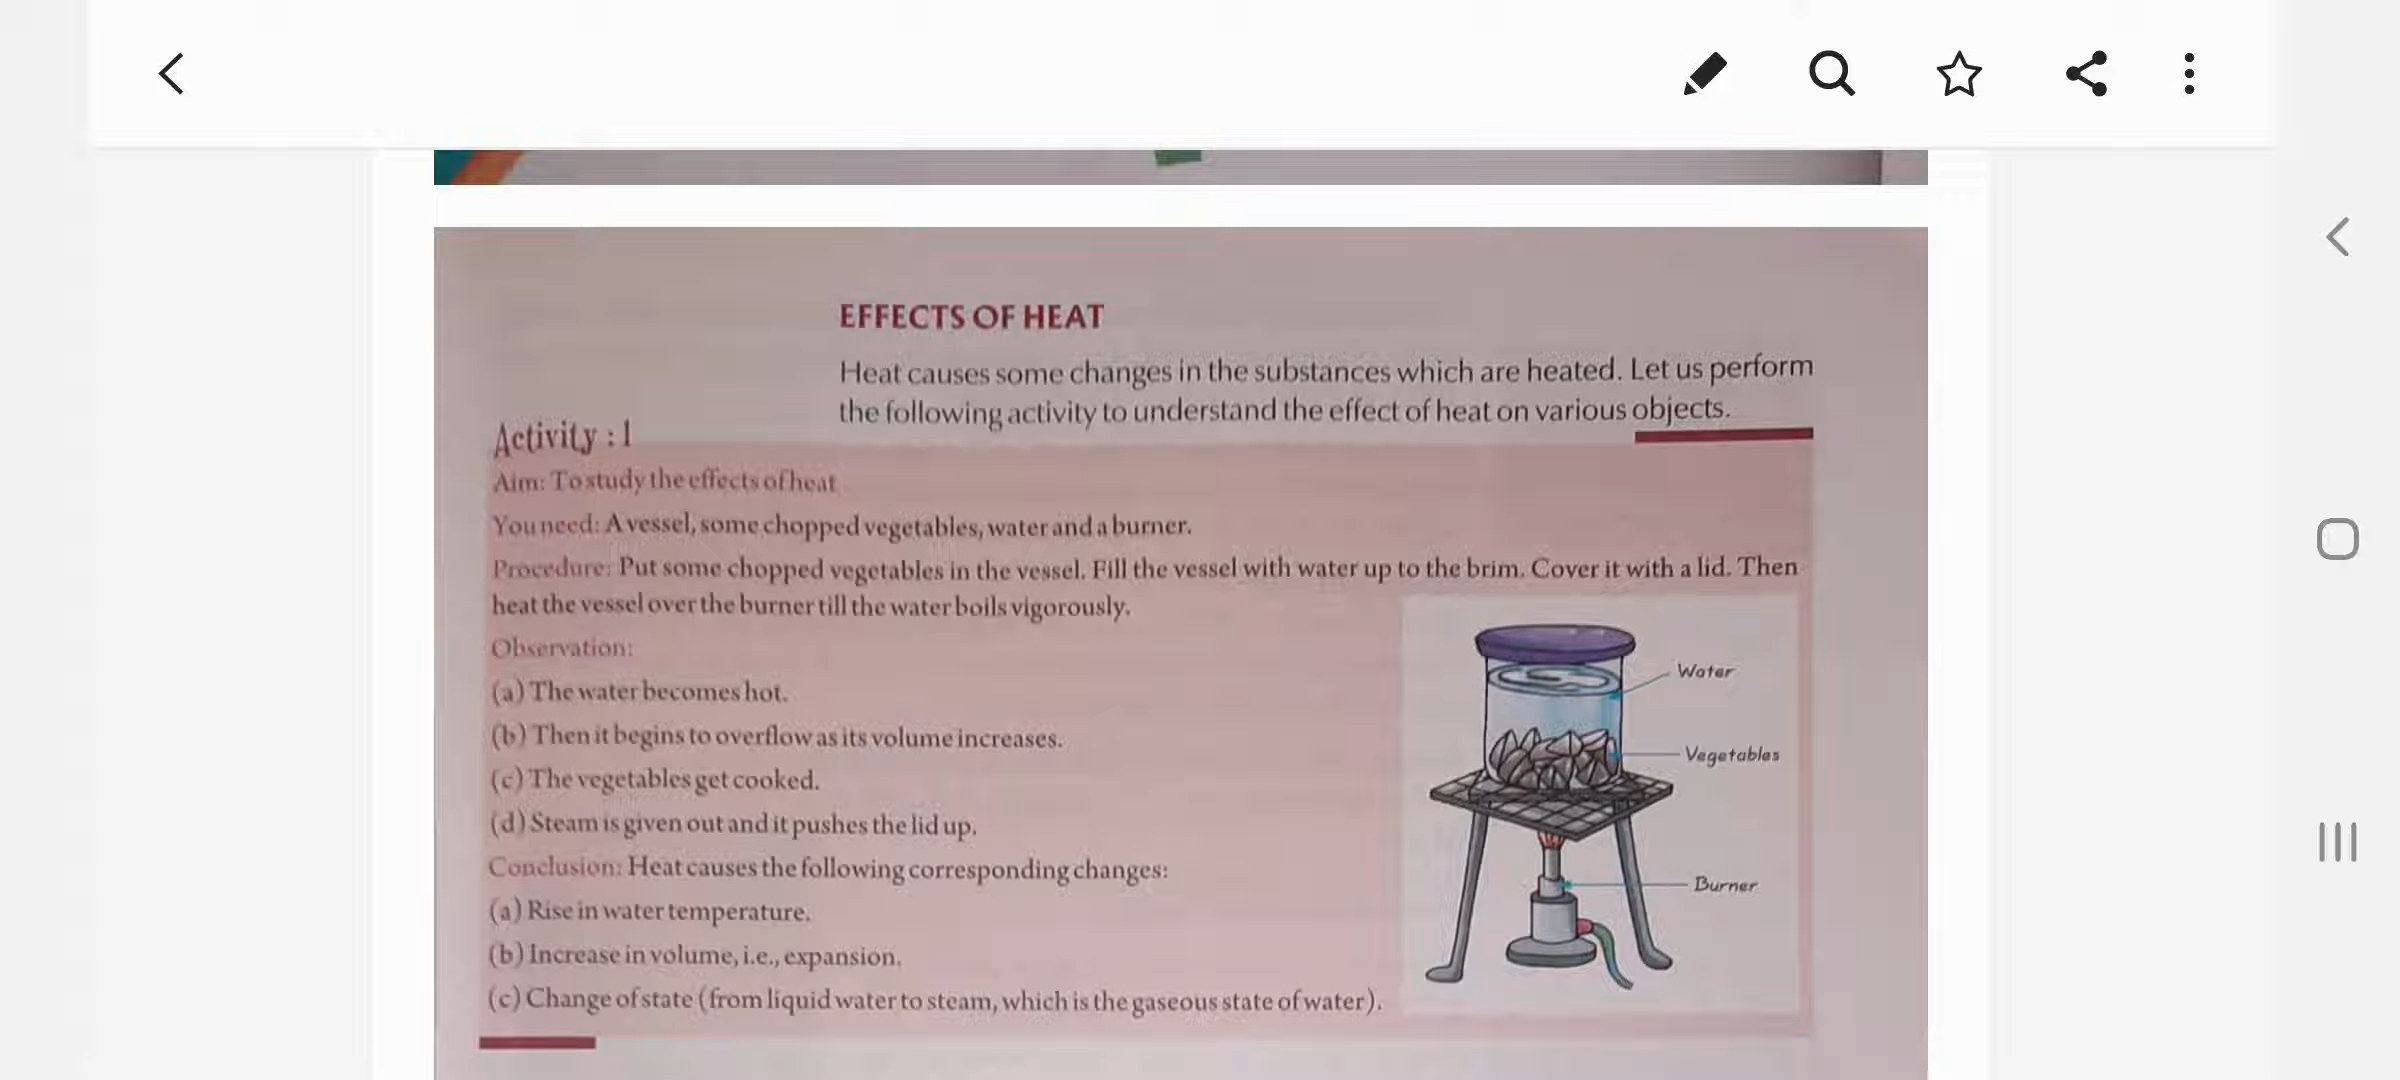 EFFECTS OF HEAT
Heat causes some changes in the substances which are heated. Let us perform
the following activity to understand the effect of heat on various objects.
Activity : 1
Aim: To study the effects of heat
You need: A vessel, some chopped vegetables, water and a burner.
Procedure: Put some chopped vegetables in the vessel. Fill the vessel with water up to the brim. Cover it with a lid. Then
heat the vessel over the burner till the water boils vigorously.
Observation:
(a) The water becomes hot.
(b) Then it begins to overflow as its volume increases.
(c) The vegetables get cooked.
(d) Steam is given out and it pushes the lid up.
Conclusion: Heat causes the following corresponding changes:
(a) Rise in water temperature.
(b) Increase in volume, i.e., expansion.
(c) Change of state (from liquid water to steam, which is the gaseous state of water).
Water
Vegetables
Burner